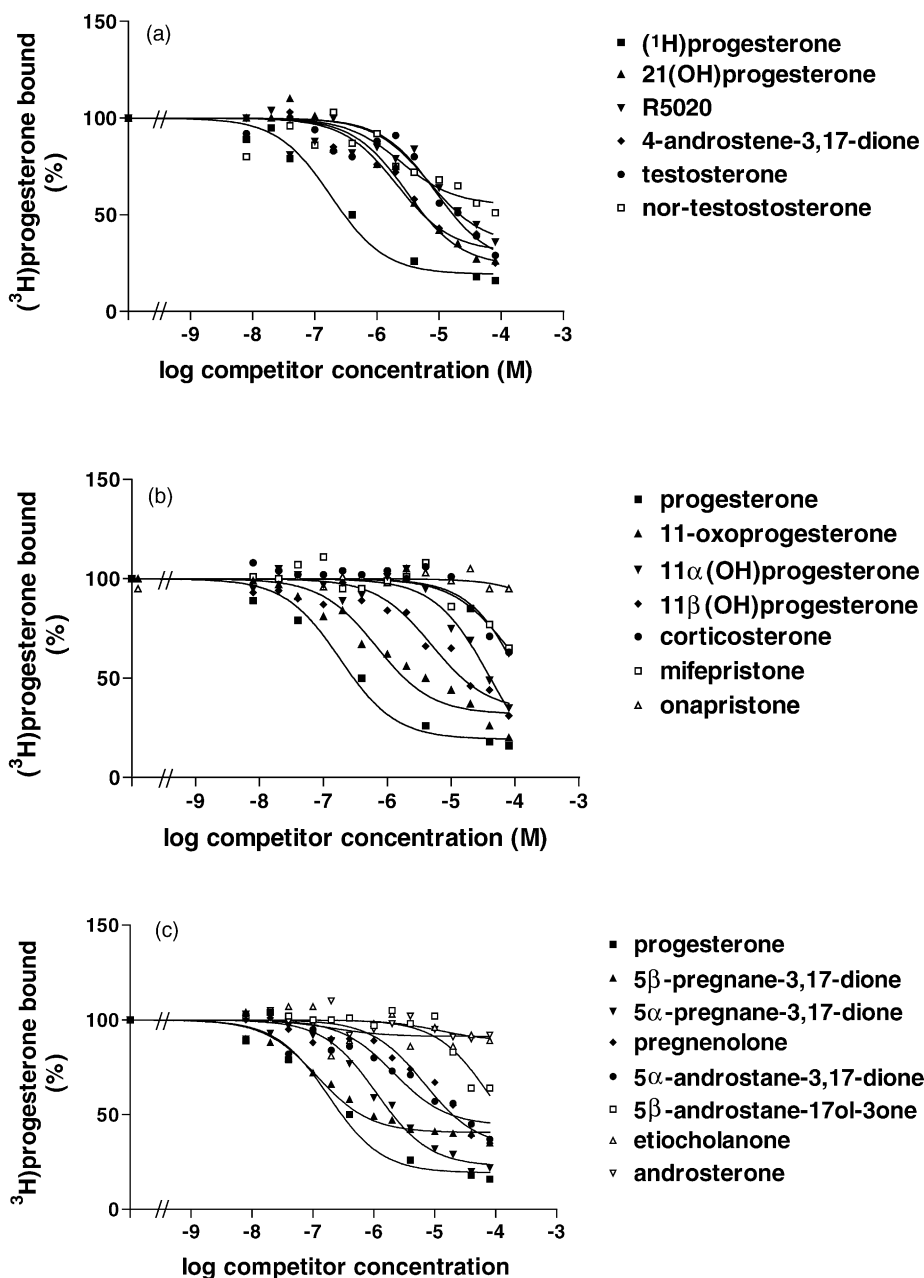 (a)
150
100
50
0
(³H)progesterone bound
(%)
-9 -8 -7 -6 -5 -4 -3
log competitor concentration (M)
(¹H)progesterone
21(OH)progesterone
R5020
4-androstene-3,17-dione
testosterone
nor-testostosterone
(b)
150
100
50
0
(³H)progesterone bound
(%)
-9 -8 -7 -6 -5 -4 -3
log competitor concentration (M)
progesterone
11-oxoprogesterone
11α(OH)progesterone
11β(OH)progesterone
corticosterone
mifepristone
onapristone
(c)
150
100
50
0
³H)progesterone bound
(%)
-9 -8 -7 -6 -5 -4
log competitor concentration
progesterone
5β-pregnane-3,17-dione
5α-pregnane-3,17-dione
pregnenolone
5α-androstane-3,17-dione
5β-androstane-17ol-3one
etiocholanone
androsterone